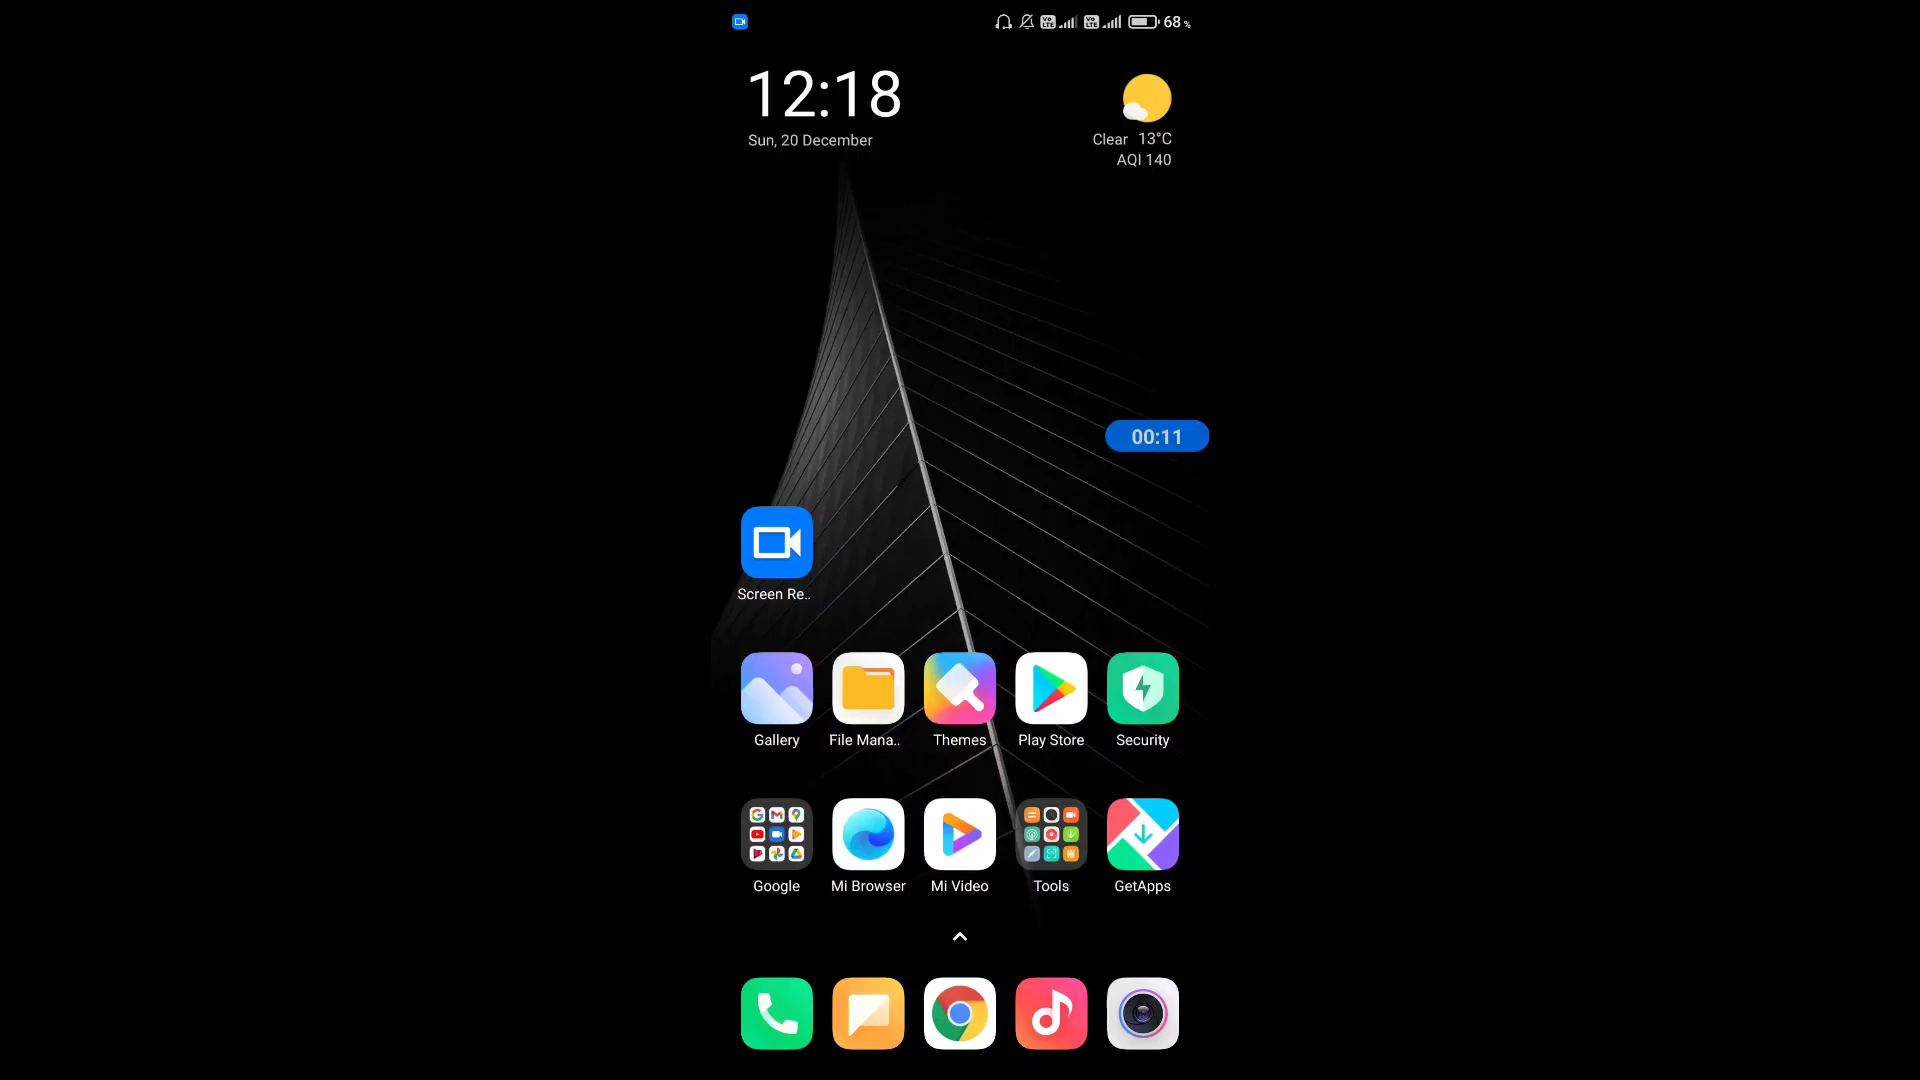 68 %
12:18
Sun, 20 December
Clear 13°C
AQI 140
00:11
Screen Re..
Gallery
File Mana..
Themes
Play Store
Security
Google
Mi Browser
Mi Video
Tools
GetApps